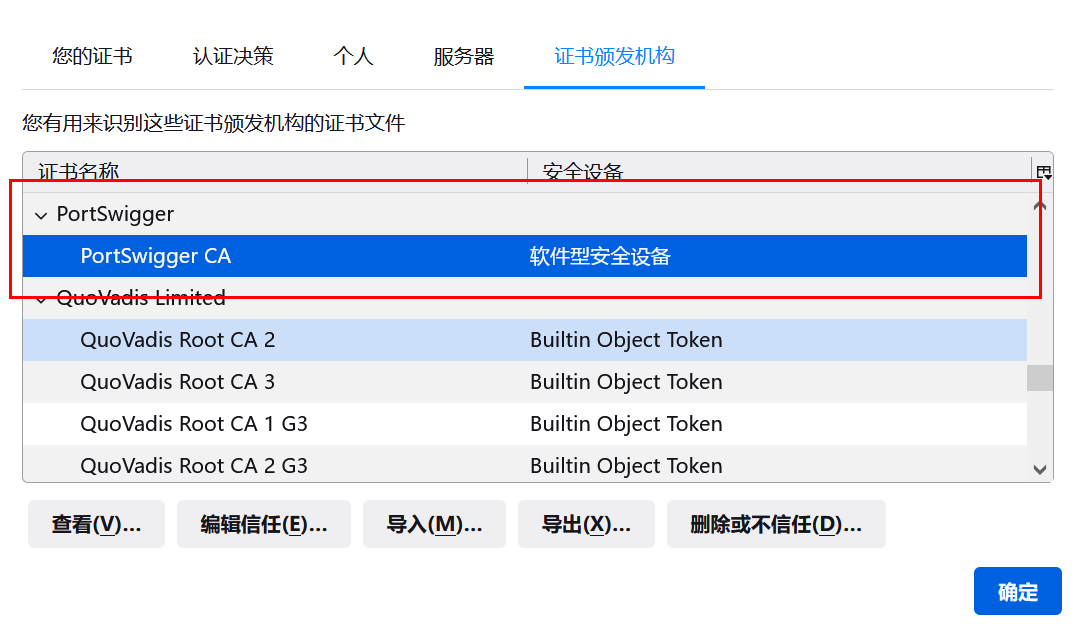 您的证书 认证决策 个人 服务器 证书颁发机构
您有用来识别这些证书颁发机构的证书文件
证书名称 安全设备
PortSwigger
PortSwigger CA 软件型安全设备
QuoVadis Limited
QuoVadis Root CA 2 Builtin Object Token
QuoVadis Root CA 3 Builtin Object Token
QuoVadis Root CA 1 G3 Builtin Object Token
QuoVadis Root CA 2 G3 Builtin Object Token
查看(V)... 编辑信任(E)... 导入(M)... 导出(X)... 删除或不信任(D)...
确定